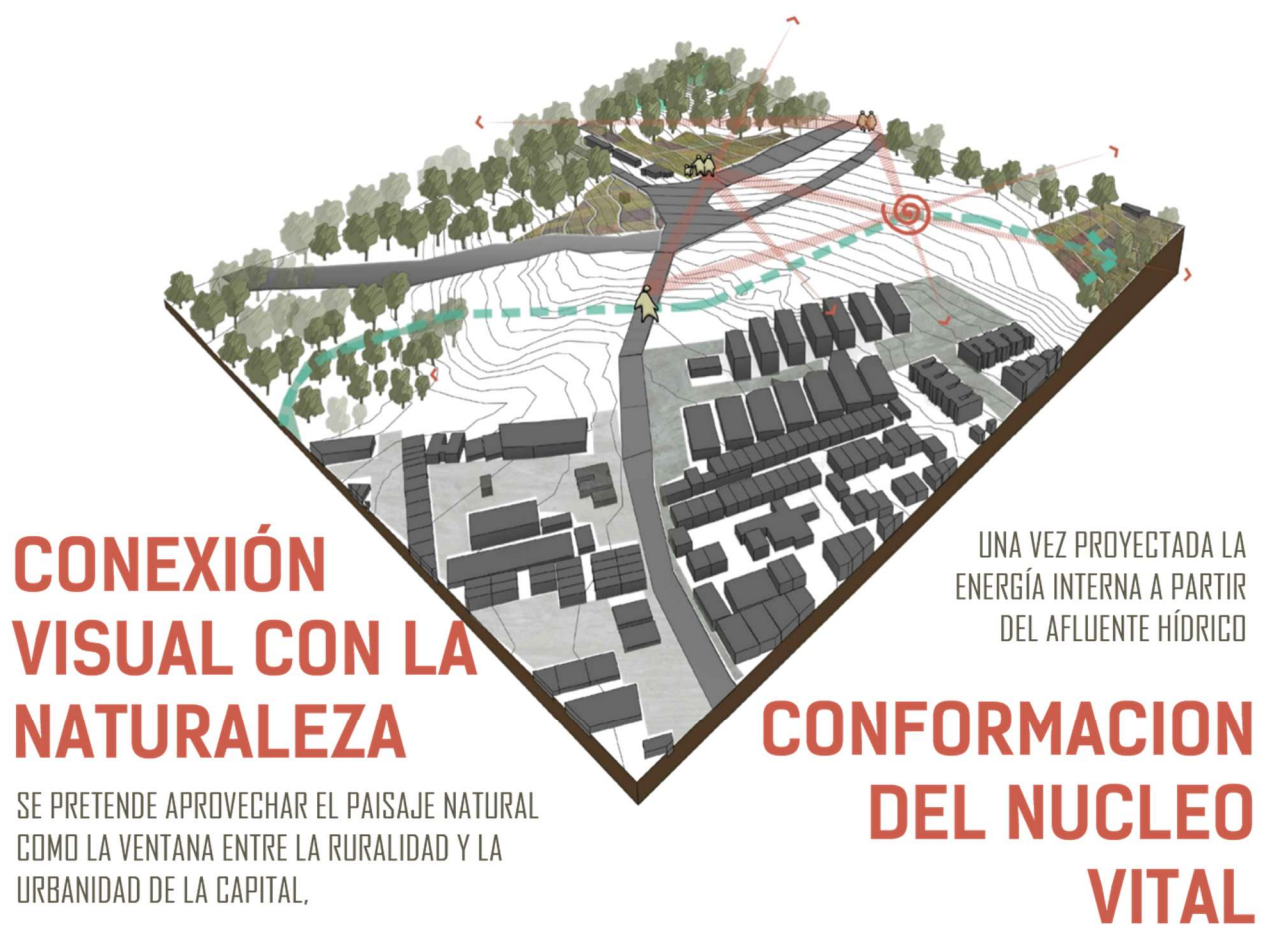 CONEXIÓN
VISUAL CON LA
NATURALEZA
SE PRETENDE APROVECHAR EL PAISAJE NATURAL
COMO LA VENTANA ENTRE LA RURALIDAD Y LA
URBANIDAD DE LA CAPITAL,
UNA VEZ PROYECTADA LA
ENERGÍA INTERNA A PARTIR
DEL AFLUENTE HÍDRICO
CONFORMACION
DEL NUCLEO
VITAL